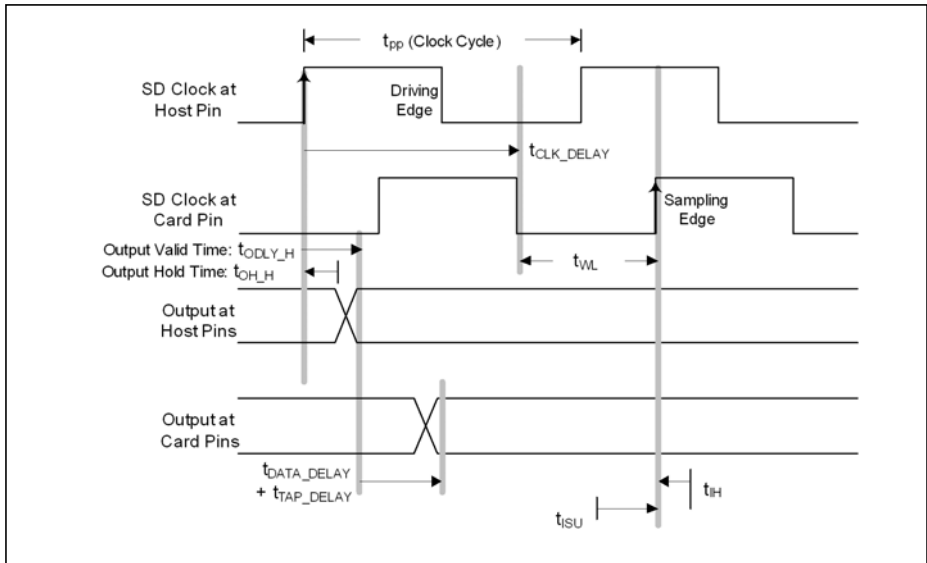 tpp (Clock Cycle)
SD Clock at
Host Pin
Driving
Edge
tCLK_DELAY
SD Clock at
Card Pin
Sampling
Edge
Output Valid Time: tODLY_H
Output Hold Time: tOH_H
tWL
Output at
Host Pins
Output at
Card Pins
tDATA_DELAY
+ tTAP_DELAY
tIH
tISU